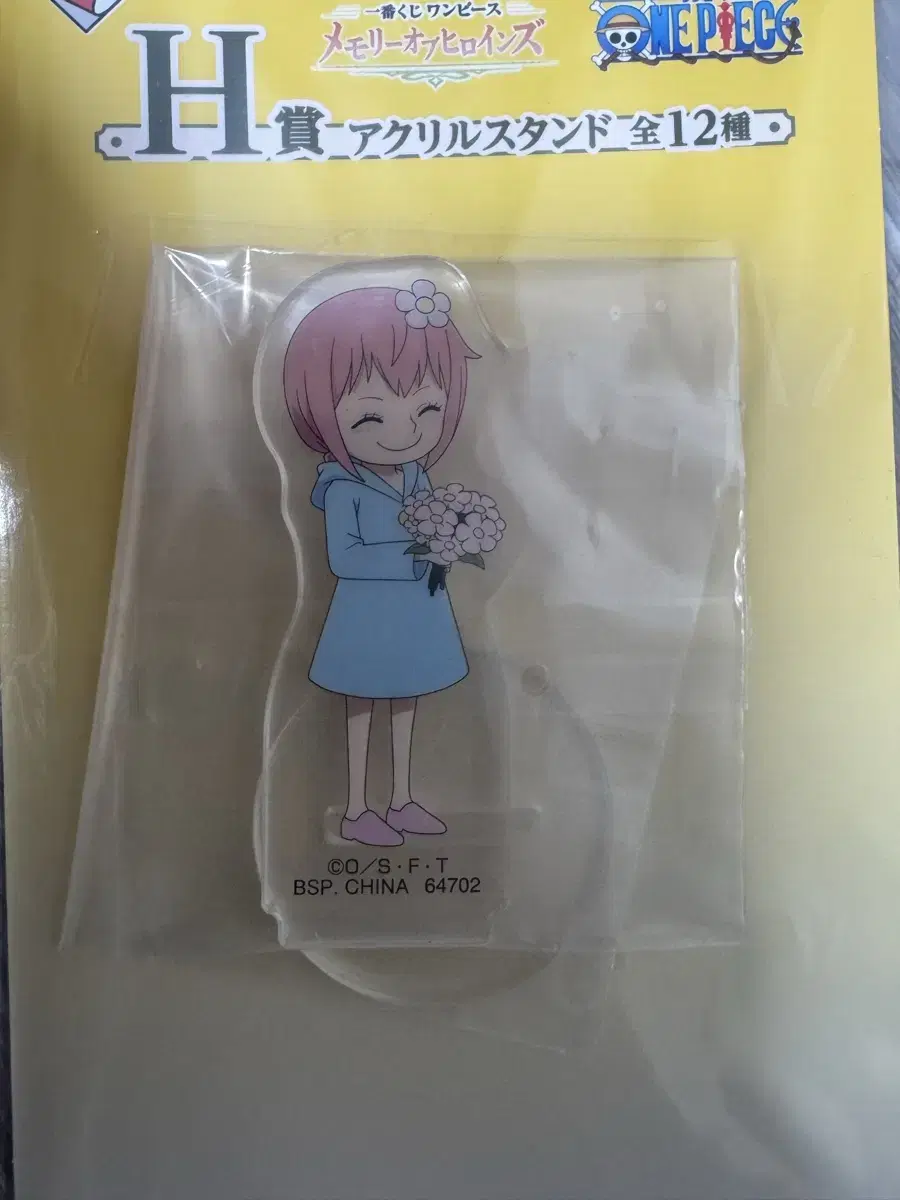 一番くじ ワンピース
メモリーオブヒロインズ
ONE PIECE
H賞 アクリルスタンド 全12種
©O/S・F・T
BSP. CHINA 64702